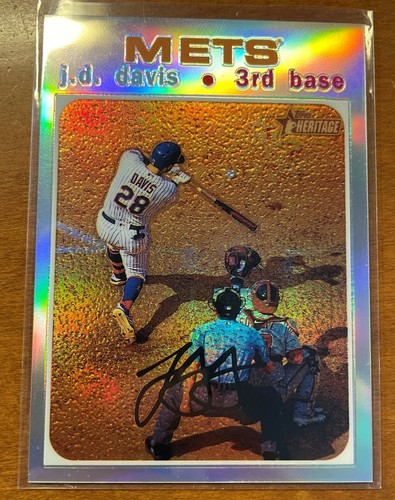 METS
j.d. davis • 3rd base
Topps
HERITAGE
DAVIS
28